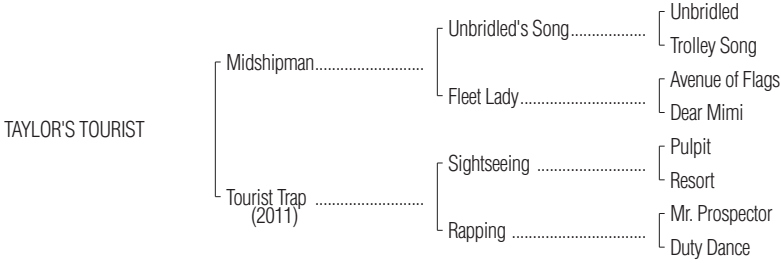 Unbridled
Unbridled's Song..................
Trolley Song
Midshipman..........................
Avenue of Flags
Fleet Lady..............................
Dear Mimi
TAYLOR'S TOURIST
Pulpit
Sightseeing ..........................
Resort
Tourist Trap ..........................
(2011)
Mr. Prospector
Rapping ................................
Duty Dance